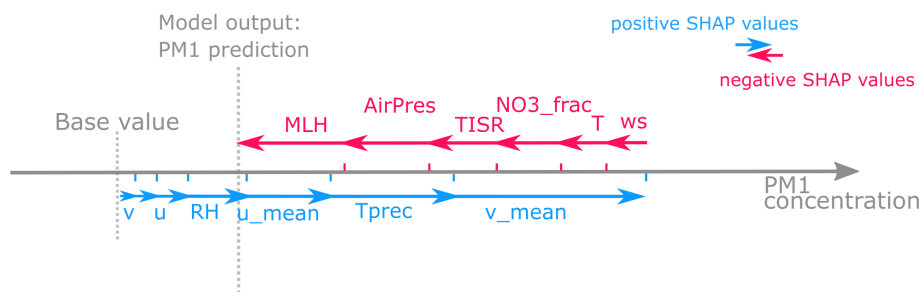 Model output:
PM1 prediction
positive SHAP values
negative SHAP values
Base value
MLH
AirPres
TISR
NO3_frac
T
ws
v
u
RH
u_mean
Tprec
v_mean
PM1
concentration